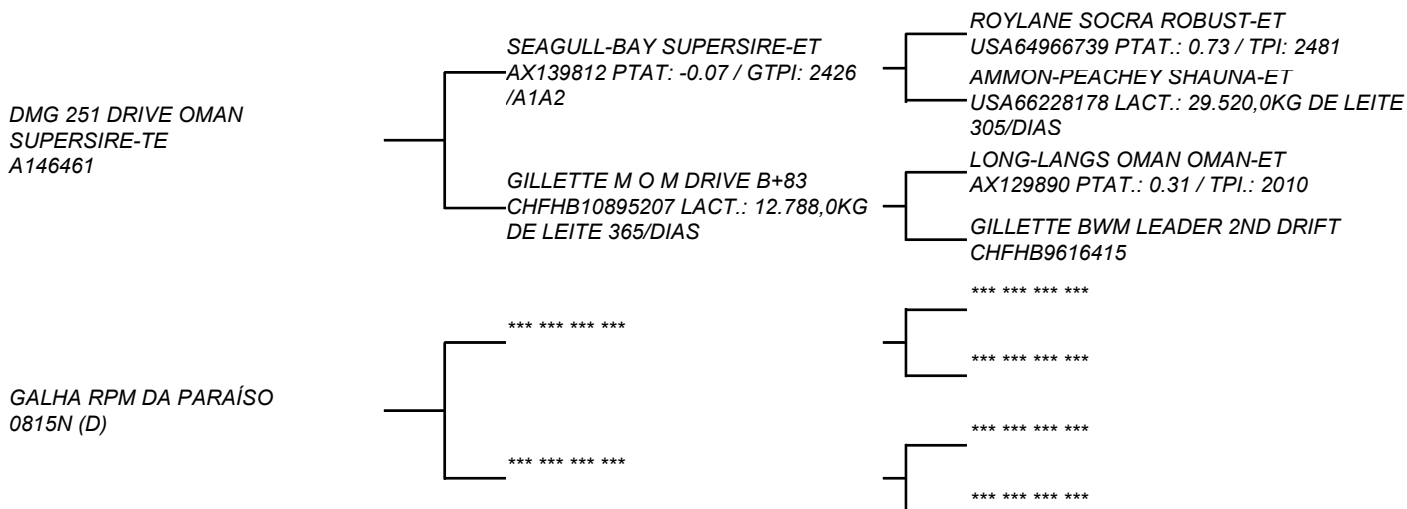 DMG 251 DRIVE OMAN
SUPERSIRE-TE
A146461
SEAGULL-BAY SUPERSIRE-ET
AX139812 PTAT: -0.07 / GTPI: 2426
/A1A2
ROYLANE SOCRA ROBUST-ET
USA64966739 PTAT.: 0.73 / TPI: 2481
AMMON-PEACHEY SHAUNA-ET
USA66228178 LACT.: 29.520,0KG DE LEITE
305/DIAS
GILLETTE M O M DRIVE B+83
CHFHB10895207 LACT.: 12.788,0KG
DE LEITE 365/DIAS
LONG-LANGS OMAN OMAN-ET
AX129890 PTAT.: 0.31 / TPI.: 2010
GILLETTE BWM LEADER 2ND DRIFT
CHFHB9616415
GALHA RPM DA PARAÍSO
0815N (D)
*** *** *** ***
*** *** *** ***
*** *** *** ***
*** *** *** ***
*** *** *** ***
*** *** *** ***